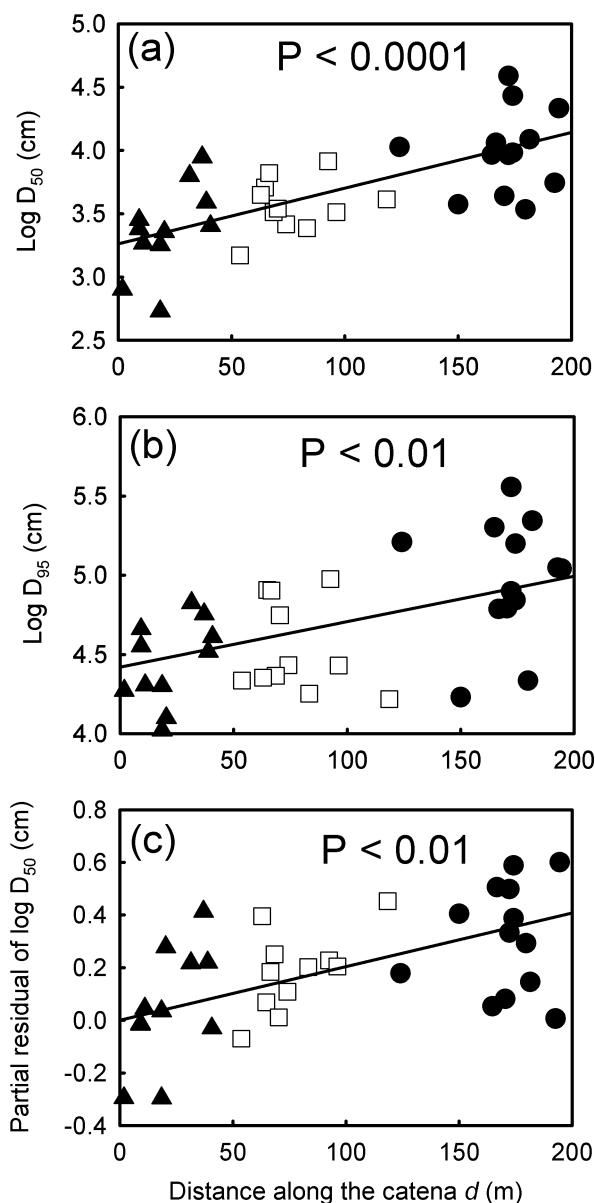 (a)
P < 0.0001
5.0
4.5
4.0
3.5
3.0
2.5
Log D50 (cm)
0 50 100 150 200
(b)
P < 0.01
6.0
5.5
5.0
4.5
4.0
Log D95 (cm)
0 50 100 150 200
(c)
P < 0.01
0.8
0.6
0.4
0.2
0.0
-0.2
-0.4
Partial residual of log D50 (cm)
0 50 100 150 200
Distance along the catena d (m)